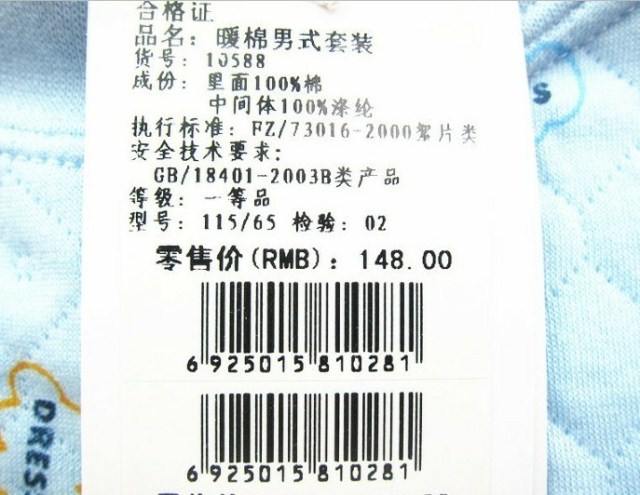 合格证
品名：暖棉男式套装
货号：10588
成份：里面100%棉
中间体100%涤纶
执行标准：FZ/73016-2000絮片类
安全技术要求：
GB/18401-2003B类产品
等级：一等品
型号：115/65 检验：02
零售价(RMB)：148.00
6 925015 810281
6 925015 810281
DRESS
S